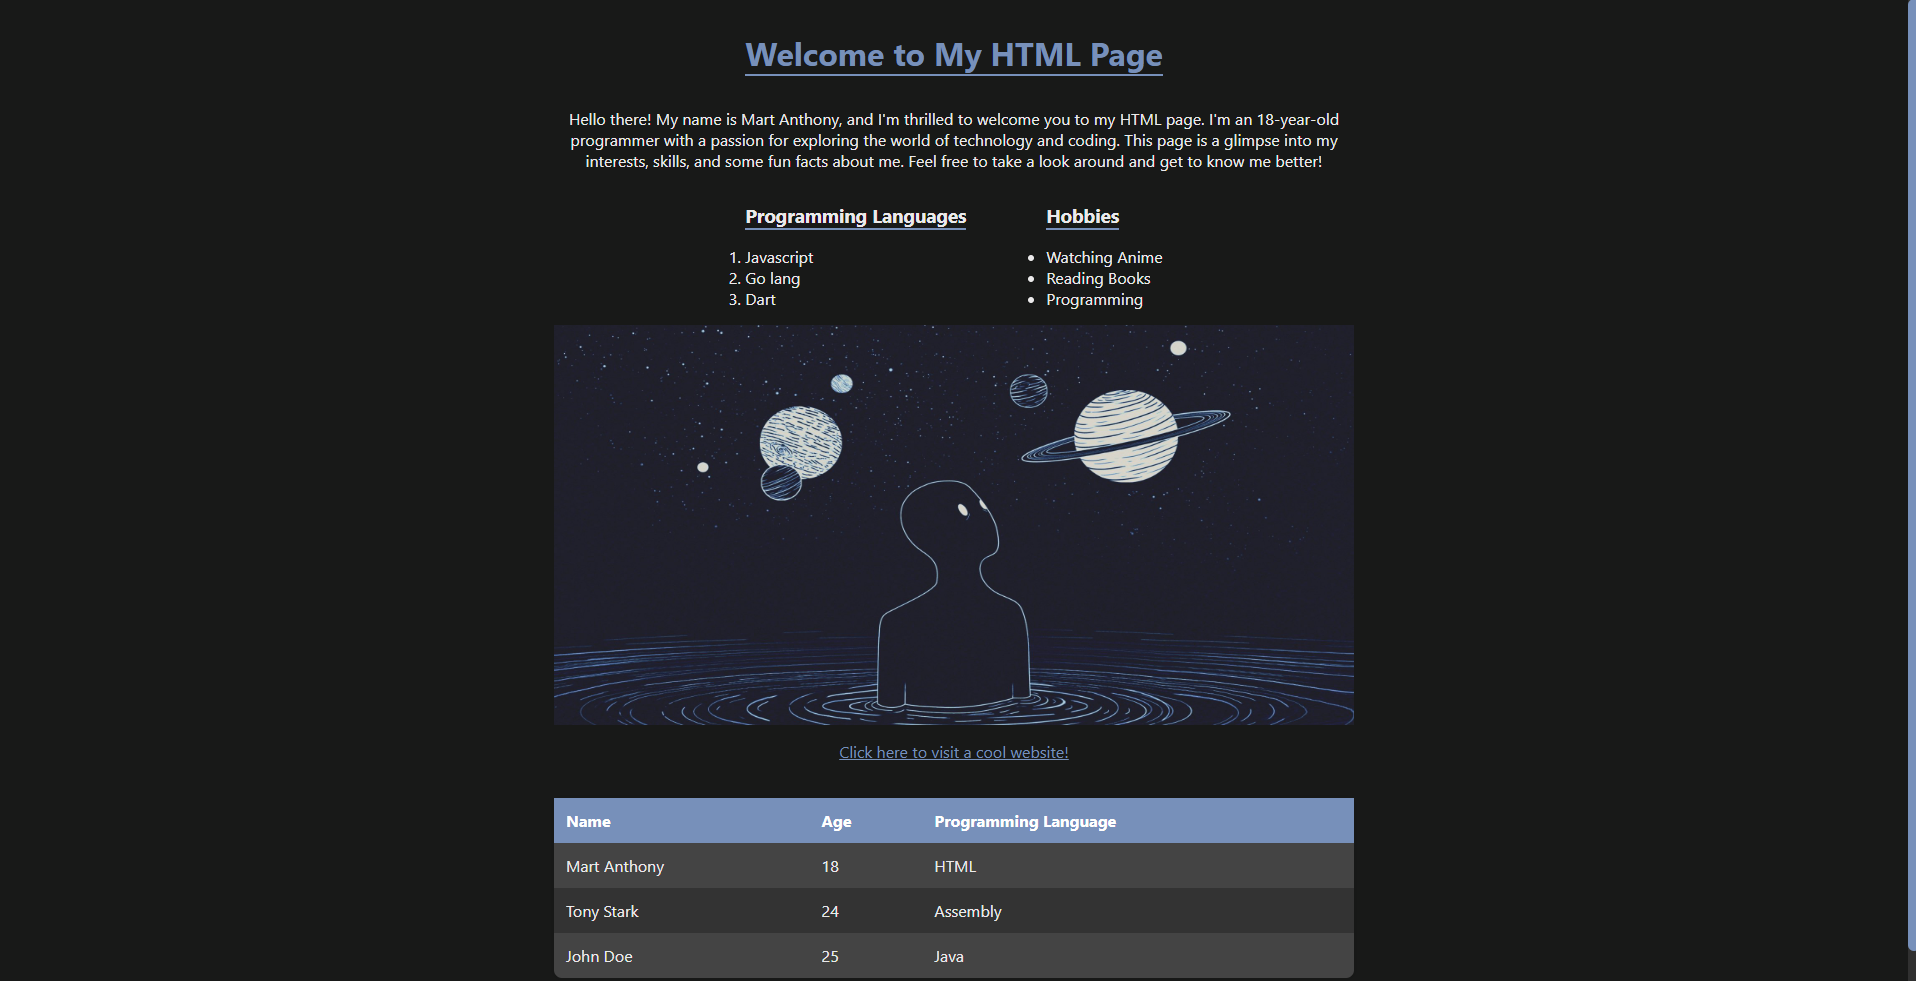 Welcome to My HTML Page
Hello there! My name is Mart Anthony, and I'm thrilled to welcome you to my HTML page. I'm an 18-year-old
programmer with a passion for exploring the world of technology and coding. This page is a glimpse into my
interests, skills, and some fun facts about me. Feel free to take a look around and get to know me better!
Programming Languages
1. Javascript
2. Go lang
3. Dart
Hobbies
• Watching Anime
• Reading Books
• Programming
Click here to visit a cool website!
Name Age Programming Language
Mart Anthony 18 HTML
Tony Stark 24 Assembly
John Doe 25 Java